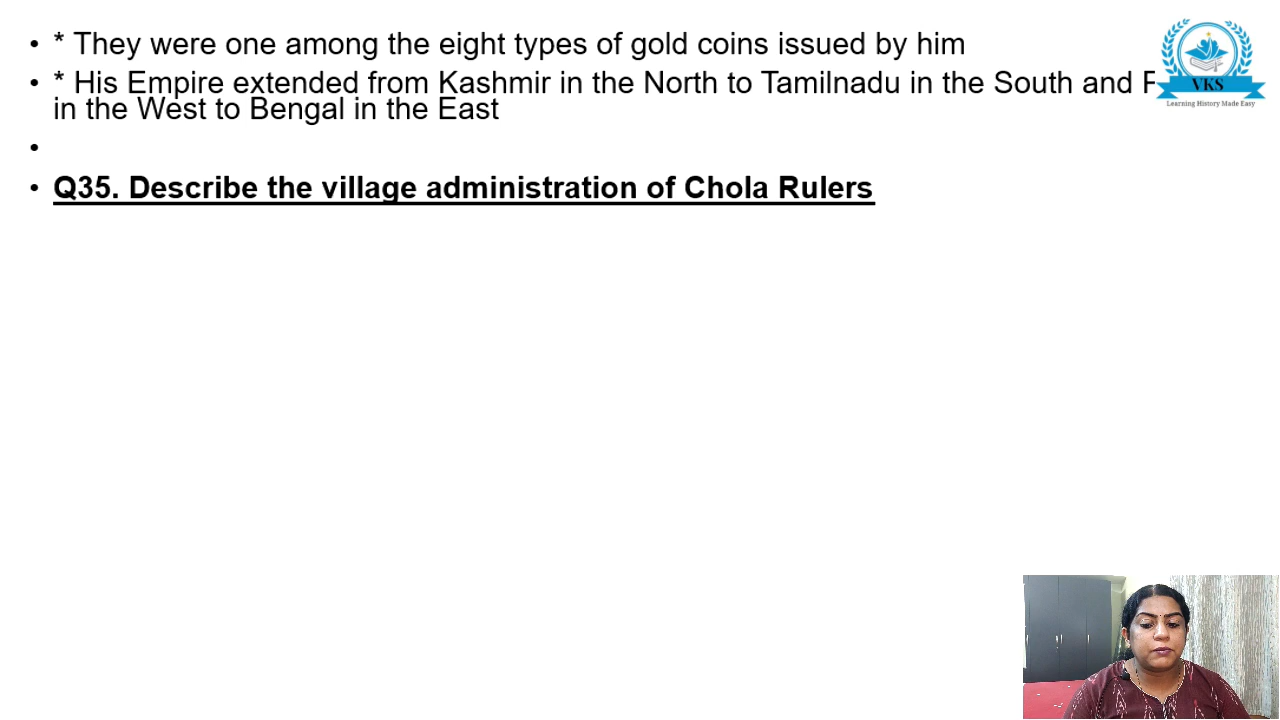 • * They were one among the eight types of gold coins issued by him
• * His Empire extended from Kashmir in the North to Tamilnadu in the South and
in the West to Bengal in the East
•
• Q35. Describe the village administration of Chola Rulers
VKS
Learning History Made Easy